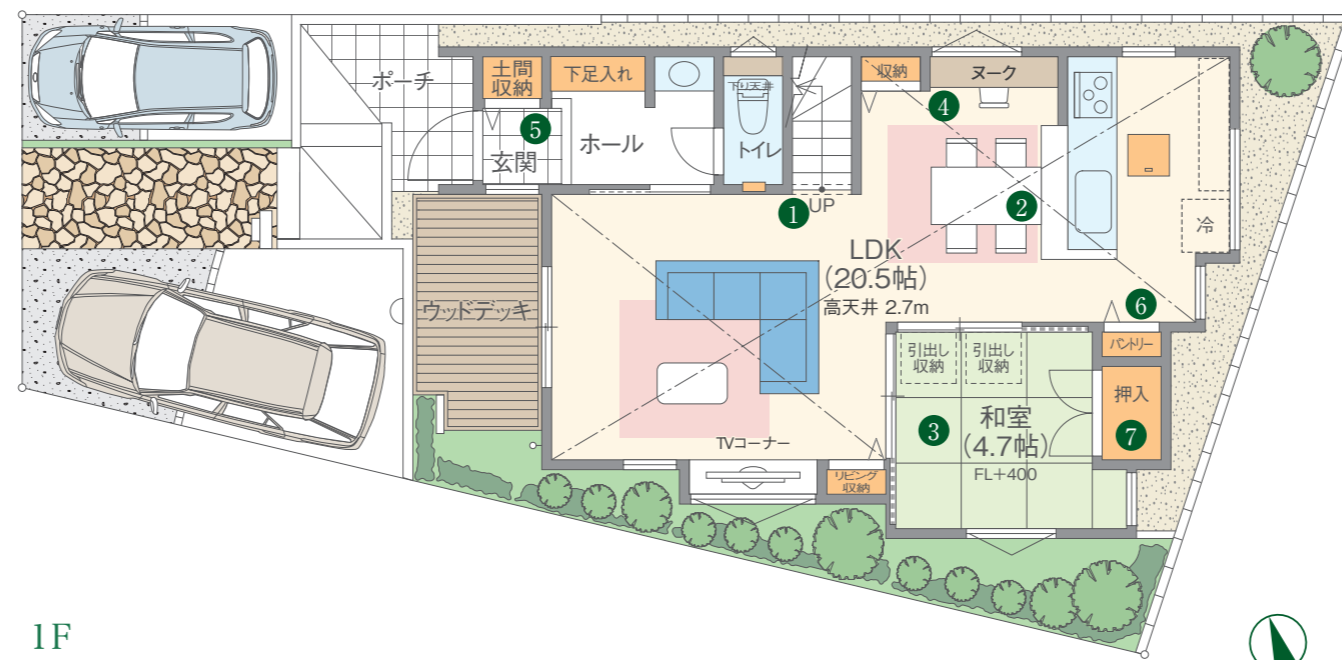 ポーチ
土間
収納
下足入れ
下り天井
収納
ヌーク
4
5
玄関
ホール
トイレ
1
UP
2
冷
LDK
(20.5帖)
高天井 2.7m
6
ウッドデッキ
引出し
収納
引出し
収納
パントリー
押入
7
3
和室
(4.7帖)
FL+400
TVコーナー
リビング
収納
1F